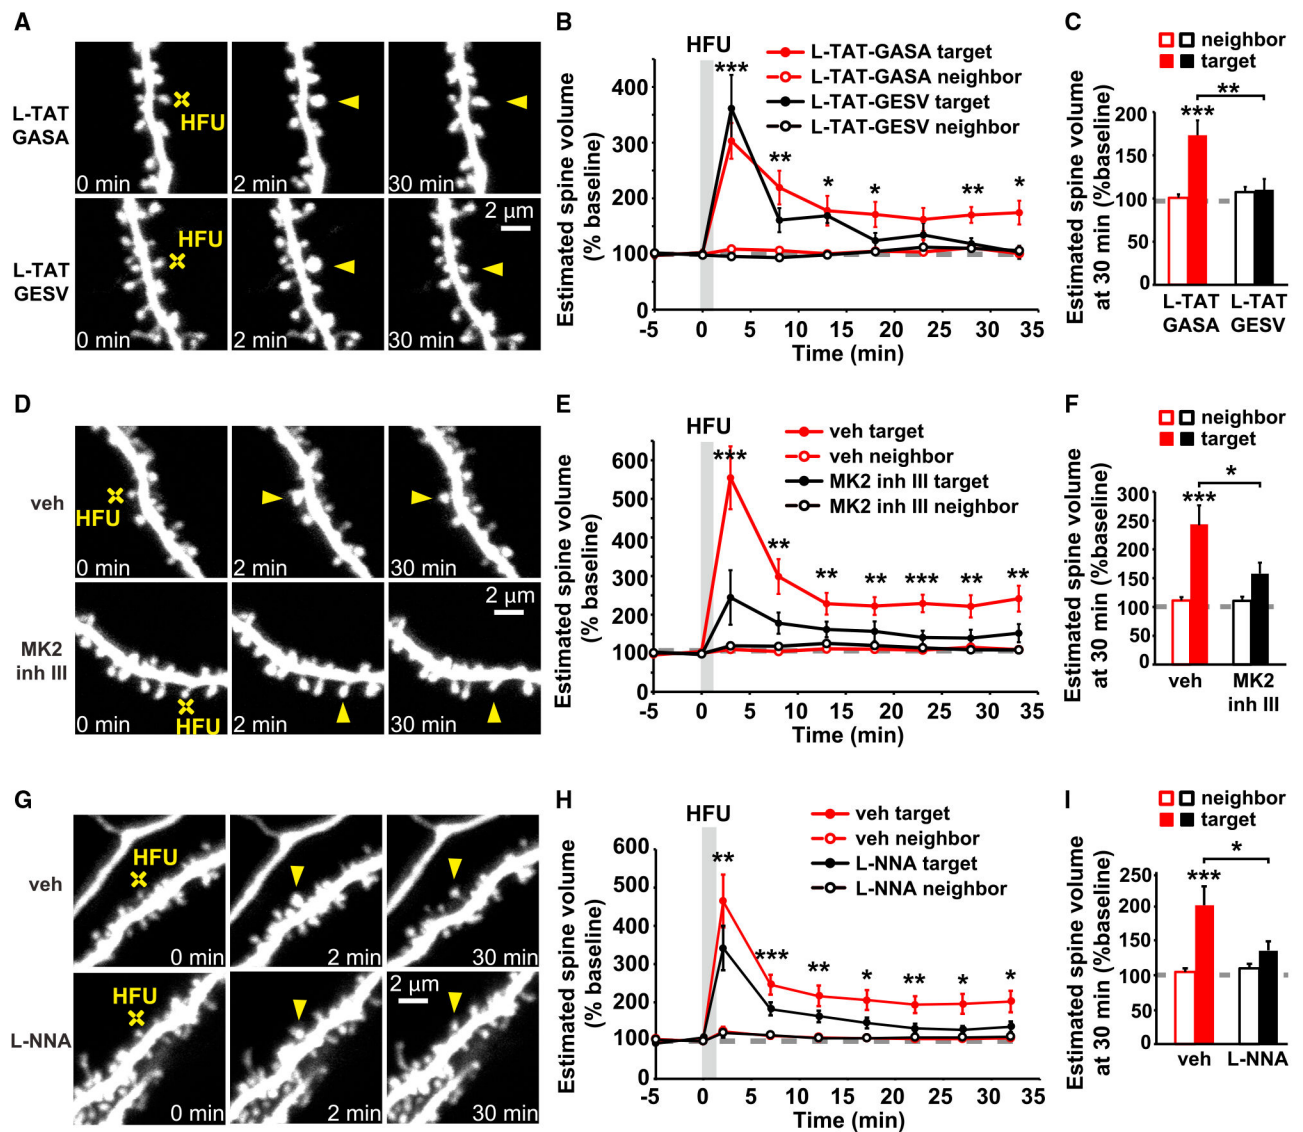 A
L-TAT
GASA
HFU
0 min
2 min
30 min
L-TAT
GESV
HFU
2 µm
0 min
2 min
30 min
B
HFU
L-TAT-GASA target
L-TAT-GASA neighbor
L-TAT-GESV target
L-TAT-GESV neighbor
Estimated spine volume
(% baseline)
400
300
200
100
0
***
**
*
*
**
*
-5 0 5 10 15 20 25 30 35
Time (min)
C
neighbor
target
Estimated spine volume
at 30 min (%baseline)
200
150
100
50
0
***
**
L-TAT
GASA
L-TAT
GESV
D
veh
HFU
0 min
2 min
30 min
MK2
inh III
HFU
2 µm
0 min
2 min
30 min
E
HFU
veh target
veh neighbor
MK2 inh III target
MK2 inh III neighbor
Estimated spine volume
(% baseline)
600
500
400
300
200
100
0
***
**
**
**
***
**
**
-5 0 5 10 15 20 25 30 35
Time (min)
F
neighbor
target
Estimated spine volume
at 30 min (%baseline)
300
250
200
150
100
50
0
***
*
veh
MK2
inh III
G
veh
HFU
0 min
2 min
30 min
L-NNA
HFU
2 µm
0 min
2 min
30 min
H
HFU
veh target
veh neighbor
L-NNA target
L-NNA neighbor
Estimated spine volume
(% baseline)
600
500
400
300
200
100
0
**
***
**
*
**
*
*
-5 0 5 10 15 20 25 30 35
Time (min)
I
neighbor
target
Estimated spine volume
at 30 min (%baseline)
250
200
150
100
50
0
***
*
veh
L-NNA